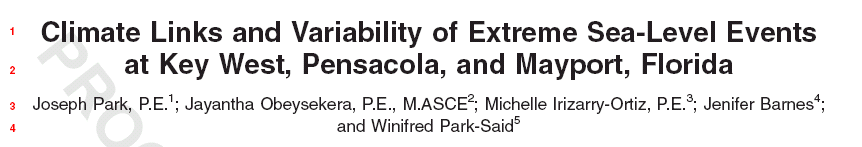 1 Climate Links and Variability of Extreme Sea-Level Events
2 at Key West, Pensacola, and Mayport, Florida
3 Joseph Park, P.E.¹; Jayantha Obeysekera, P.E., M.ASCE²; Michelle Irizarry-Ortiz, P.E.³; Jenifer Barnes⁴;
4 and Winifred Park-Said⁵